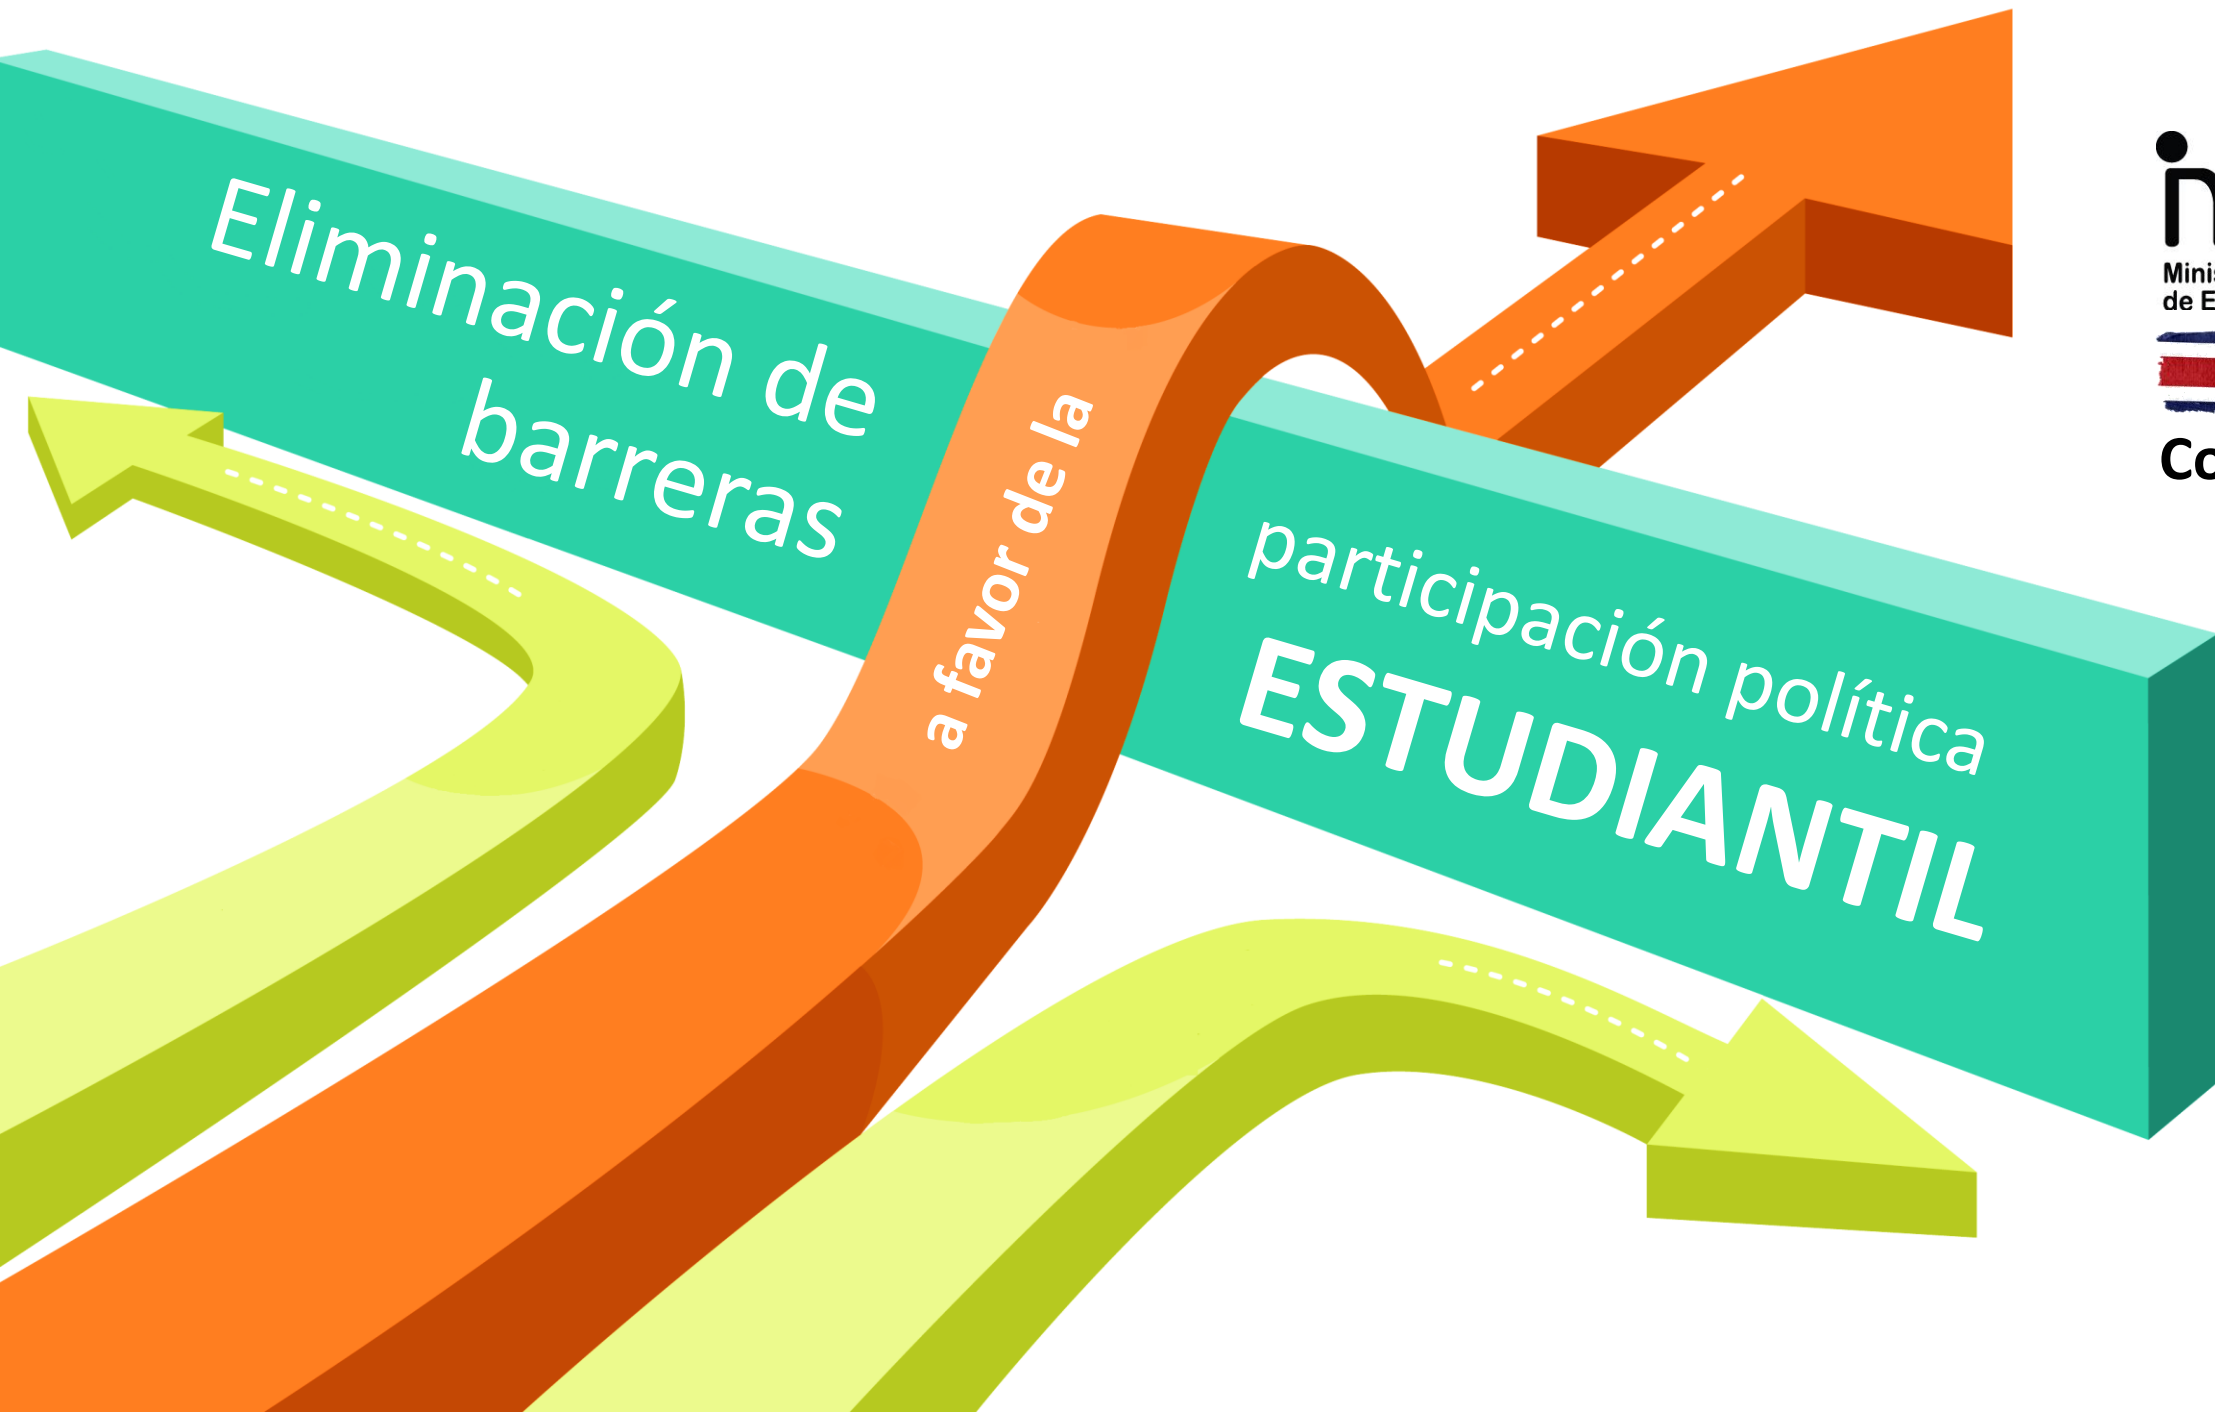 Eliminación de
barreras
a favor de la
participación política
ESTUDIANTIL